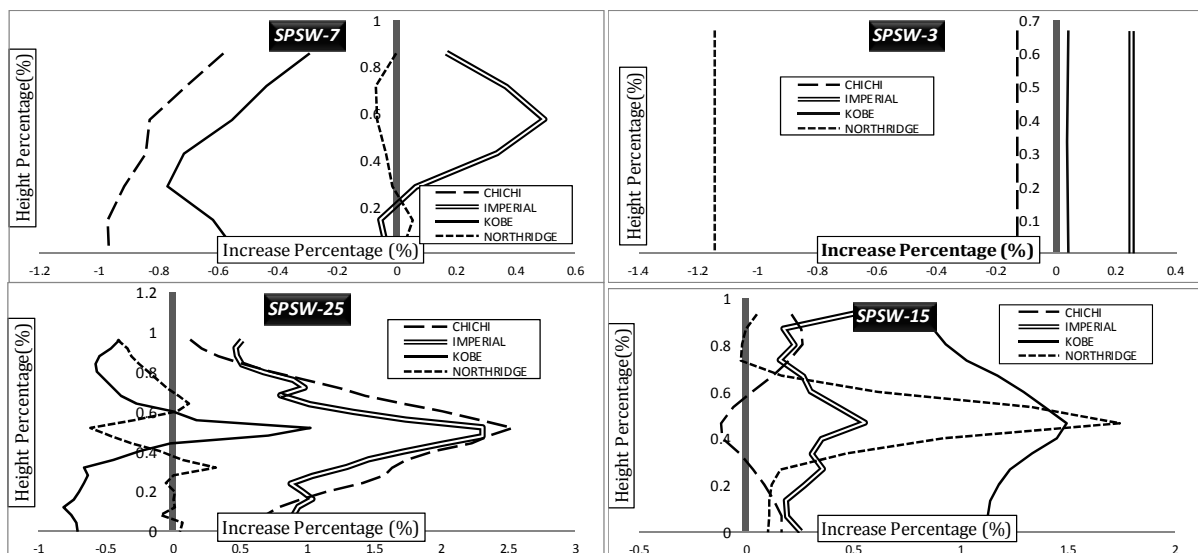 SPSW-7
Height Percentage(%)
1
0.8
0.6
0.4
0.2
0
CHICHI
IMPERIAL
KOBE
NORTHRIDGE
Increase Percentage (%)
-1.2 -1 -0.8 -0.6 -0.4 -0.2 0 0.2 0.4 0.6
SPSW-3
Height Percentage(%)
0.7
0.6
0.5
0.4
0.3
0.2
0.1
0
CHICHI
IMPERIAL
KOBE
NORTHRIDGE
Increase Percentage (%)
-1.4 -1.2 -1 -0.8 -0.6 -0.4 -0.2 0 0.2 0.4
SPSW-25
Height Percentage(%)
1.2
1
0.8
0.6
0.4
0.2
0
CHICHI
IMPERIAL
KOBE
NORTHRIDGE
Increase Percentage (%)
-1 -0.5 0 0.5 1 1.5 2 2.5 3
SPSW-15
Height Percentage(%)
1
0.8
0.6
0.4
0.2
0
CHICHI
IMPERIAL
KOBE
NORTHRIDGE
Increase Percentage (%)
-0.5 0 0.5 1 1.5 2